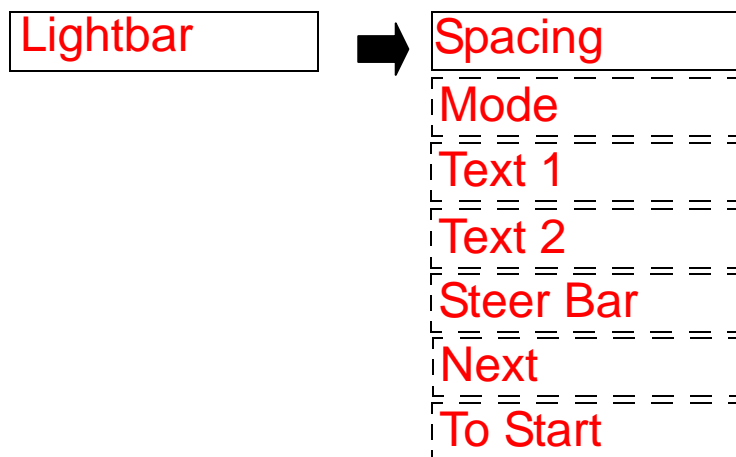 Lightbar
Spacing
Mode
Text 1
Text 2
Steer Bar
Next
To Start